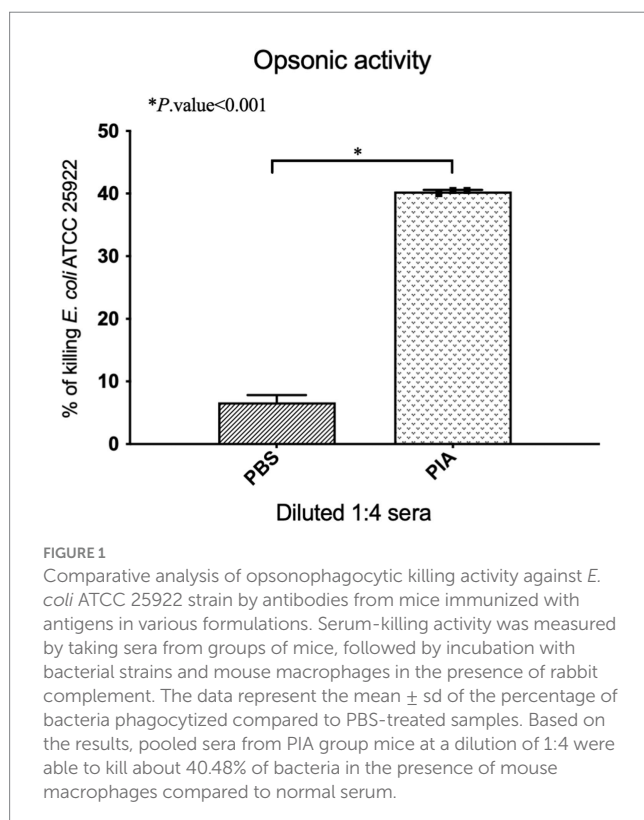 Opsonic activity
*P.value<0.001
*
50
40
30
20
10
0
% of killing E. coli ATCC 25922
PBS
PIA
Diluted 1:4 sera
FIGURE 1
Comparative analysis of opsonophagocytic killing activity against E.
coli ATCC 25922 strain by antibodies from mice immunized with
antigens in various formulations. Serum-killing activity was measured
by taking sera from groups of mice, followed by incubation with
bacterial strains and mouse macrophages in the presence of rabbit
complement. The data represent the mean ± sd of the percentage of
bacteria phagocytized compared to PBS-treated samples. Based on
the results, pooled sera from PIA group mice at a dilution of 1:4 were
able to kill about 40.48% of bacteria in the presence of mouse
macrophages compared to normal serum.